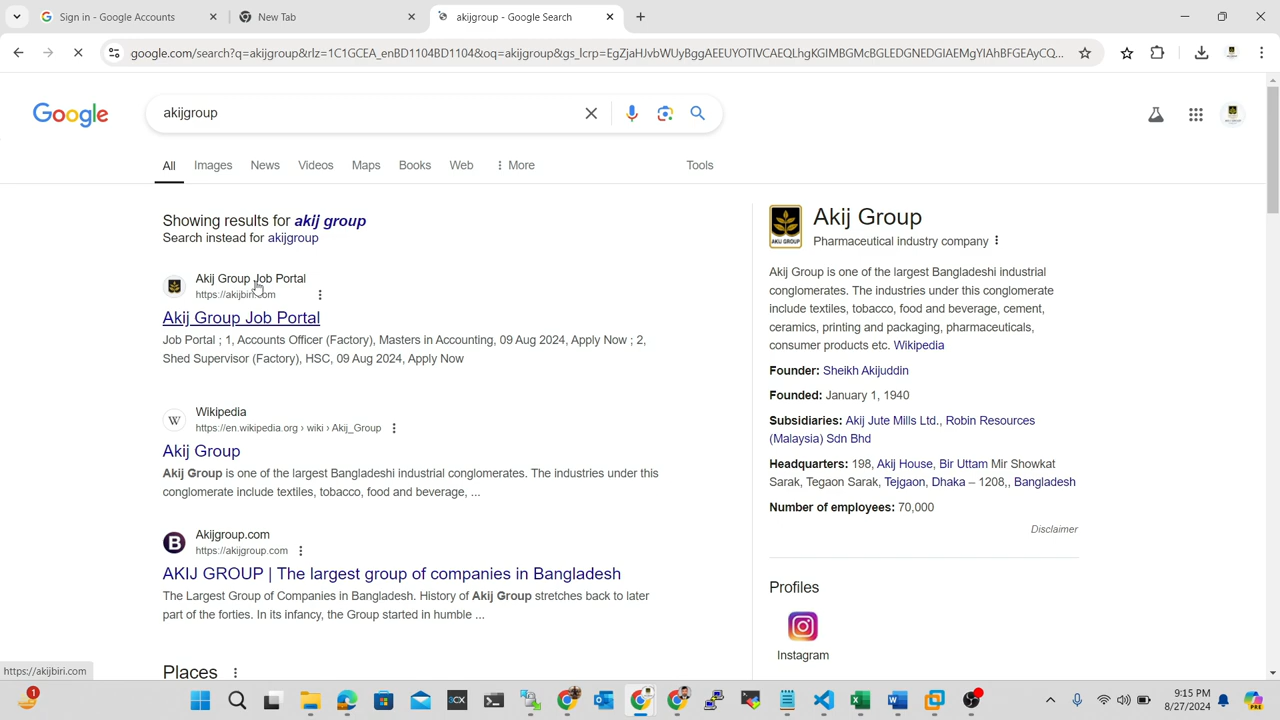 Sign in - Google Accounts
New Tab
akijgroup - Google Search
google.com/search?q=akijgroup&rlz=1C1GCEA_enBD1104BD1104&oq=akijgroup&gs_lcrp=EgZjaHJvbWUyBggAEEUYOTIVCAEQLhgKGIMBGMcBGLEDGNEDGIAEMgYIAhBFGEAyCQ...
Google
akijgroup
All
Images
News
Videos
Maps
Books
Web
More
Tools
Showing results for akij group
Search instead for akijgroup
Akij Group Job Portal
https://akijbiri.com
Akij Group Job Portal
Job Portal ; 1, Accounts Officer (Factory), Masters in Accounting, 09 Aug 2024, Apply Now ; 2,
Shed Supervisor (Factory), HSC, 09 Aug 2024, Apply Now
W
Wikipedia
https://en.wikipedia.org › wiki › Akij_Group
Akij Group
Akij Group is one of the largest Bangladeshi industrial conglomerates. The industries under this
conglomerate include textiles, tobacco, food and beverage, ...
B
Akijgroup.com
https://akijgroup.com
AKIJ GROUP | The largest group of companies in Bangladesh
The Largest Group of Companies in Bangladesh. History of Akij Group stretches back to later
part of the forties. In its infancy, the Group started in humble ...
Places
AKIJ GROUP
Akij Group
Pharmaceutical industry company
Akij Group is one of the largest Bangladeshi industrial
conglomerates. The industries under this conglomerate
include textiles, tobacco, food and beverage, cement,
ceramics, printing and packaging, pharmaceuticals,
consumer products etc. Wikipedia
Founder: Sheikh Akijuddin
Founded: January 1, 1940
Subsidiaries: Akij Jute Mills Ltd., Robin Resources
(Malaysia) Sdn Bhd
Headquarters: 198, Akij House, Bir Uttam Mir Showkat
Sarak, Tegaon Sarak, Tejgaon, Dhaka – 1208,, Bangladesh
Number of employees: 70,000
Disclaimer
Profiles
Instagram
https://akijbiri.com
1
3CX
9:15 PM
8/27/2024
PRE